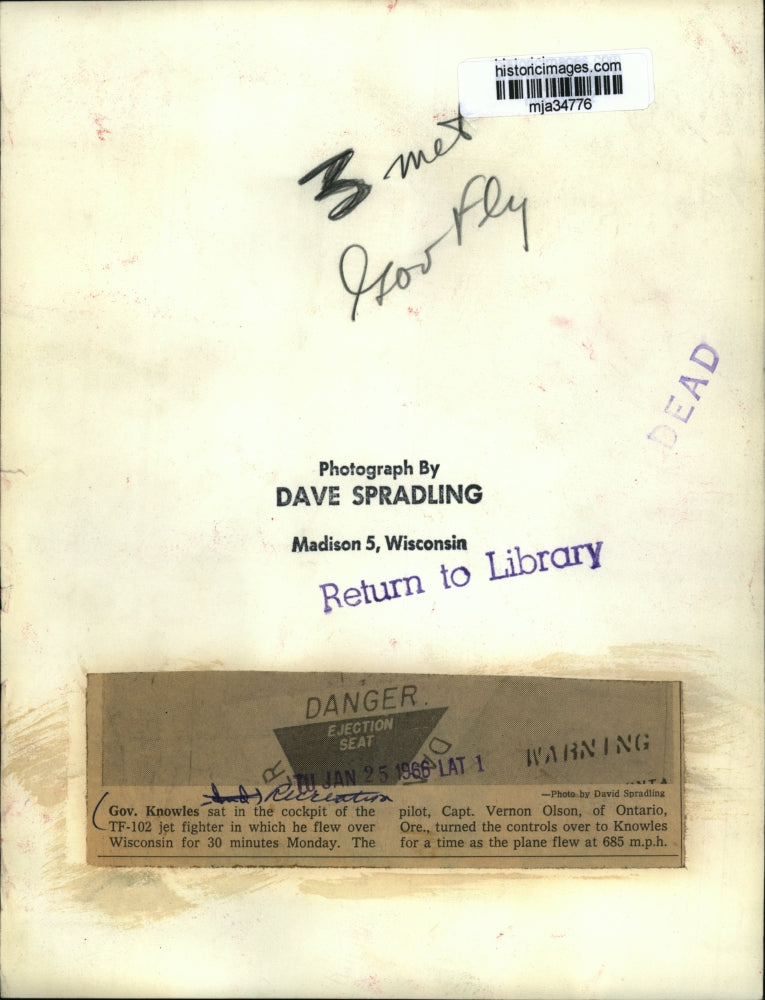 historicimages.com
mja34776
3 met
Gov Fly
DEAD
Photograph By
DAVE SPRADLING
Madison 5, Wisconsin
Return to Library
DANGER
EJECTION
SEAT
WARNING
TU JAN 25 1966 LAT 1
Recreation
—Photo by David Spradling
Gov. Knowles sat in the cockpit of the
TF-102 jet fighter in which he flew over
Wisconsin for 30 minutes Monday. The
pilot, Capt. Vernon Olson, of Ontario,
Ore., turned the controls over to Knowles
for a time as the plane flew at 685 m.p.h.